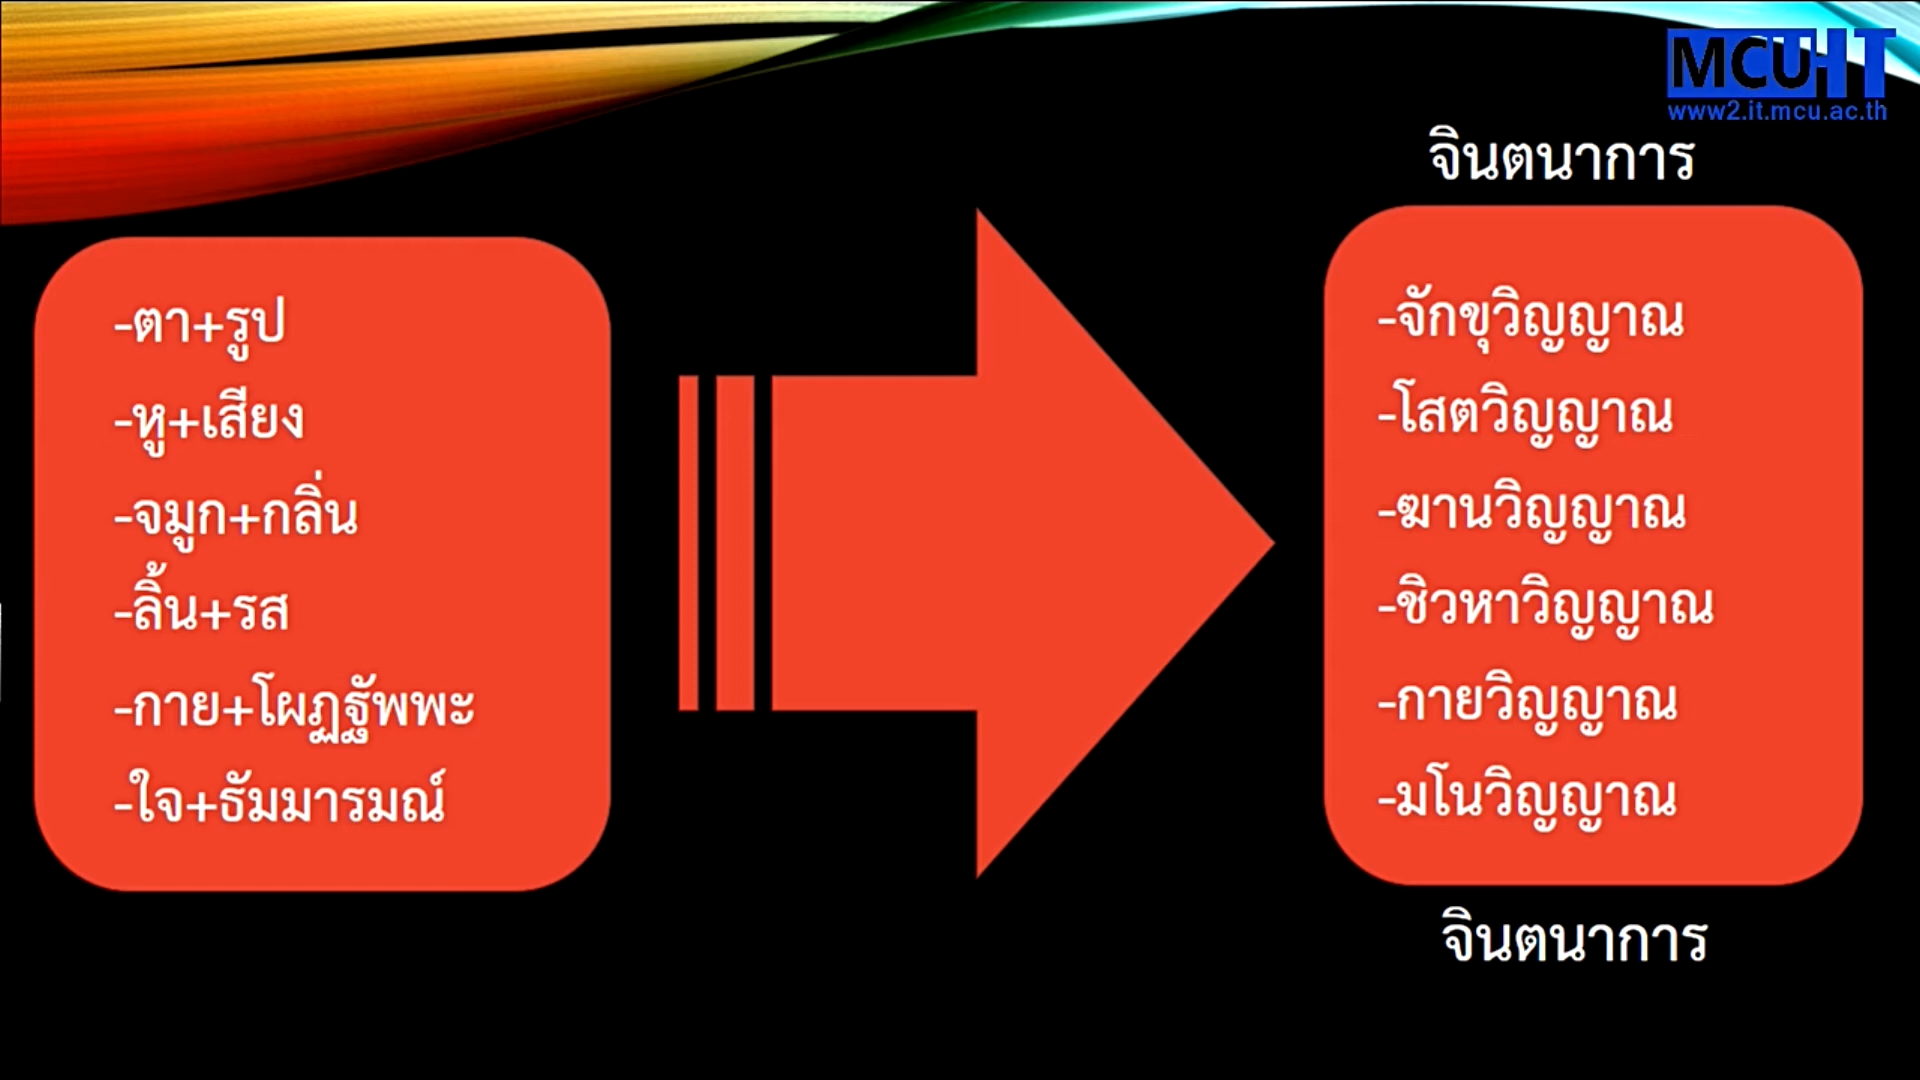 MCU-IT
www2.it.mcu.ac.th
จินตนาการ
-ตา+รูป
-หู+เสียง
-จมูก+กลิ่น
-ลิ้น+รส
-กาย+โผฏฐัพพะ
-ใจ+ธัมมารมณ์
-จักขุวิญญาณ
-โสตวิญญาณ
-ฆานวิญญาณ
-ชิวหาวิญญาณ
-กายวิญญาณ
-มโนวิญญาณ
จินตนาการ